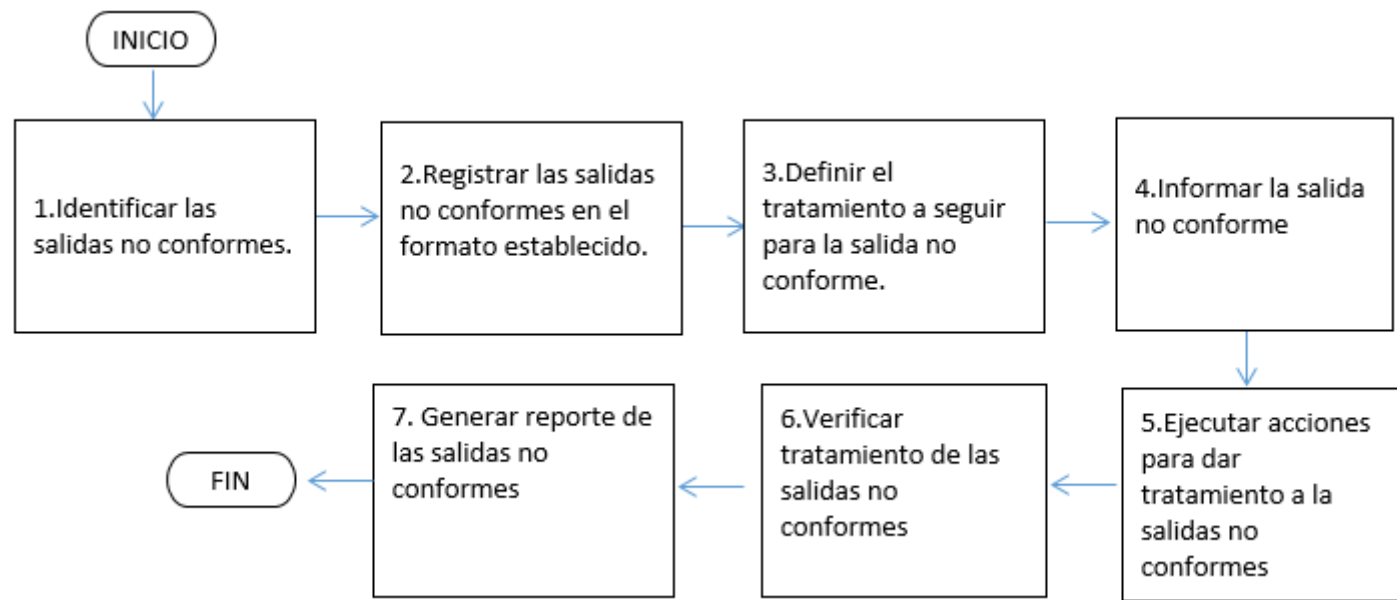 INICIO
1.Identificar las
salidas no conformes.
2.Registrar las salidas
no conformes en el
formato establecido.
3.Definir el
tratamiento a seguir
para la salida no
conforme.
4.Informar la salida
no conforme
5.Ejecutar acciones
para dar
tratamiento a la
salidas no
conformes
6.Verificar
tratamiento de las
salidas no
conformes
7. Generar reporte de
las salidas no
conformes
FIN